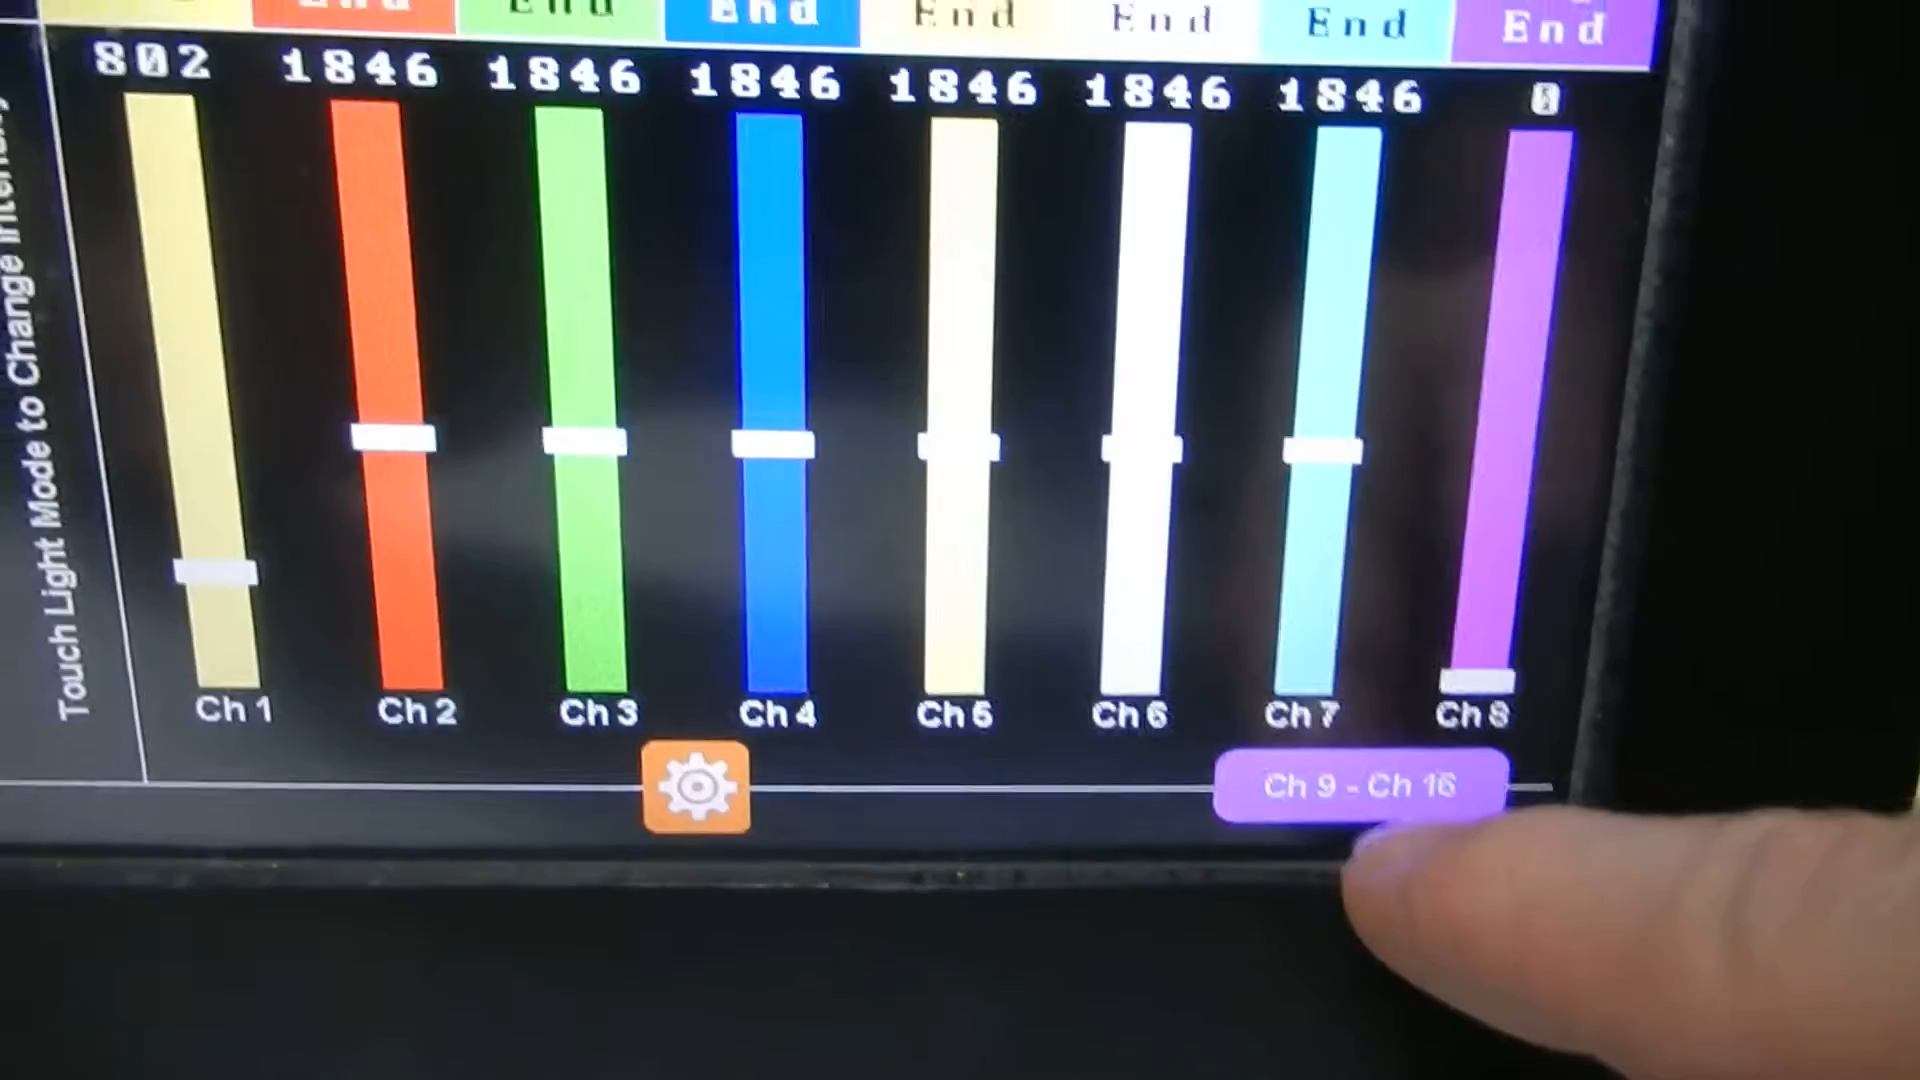 End End End End End End End
802 1846 1846 1846 1846 1846 1846 0
Touch Light Mode to Change
Ch 1 Ch 2 Ch 3 Ch 4 Ch 5 Ch 6 Ch 7 Ch 8
Ch 9 - Ch 16